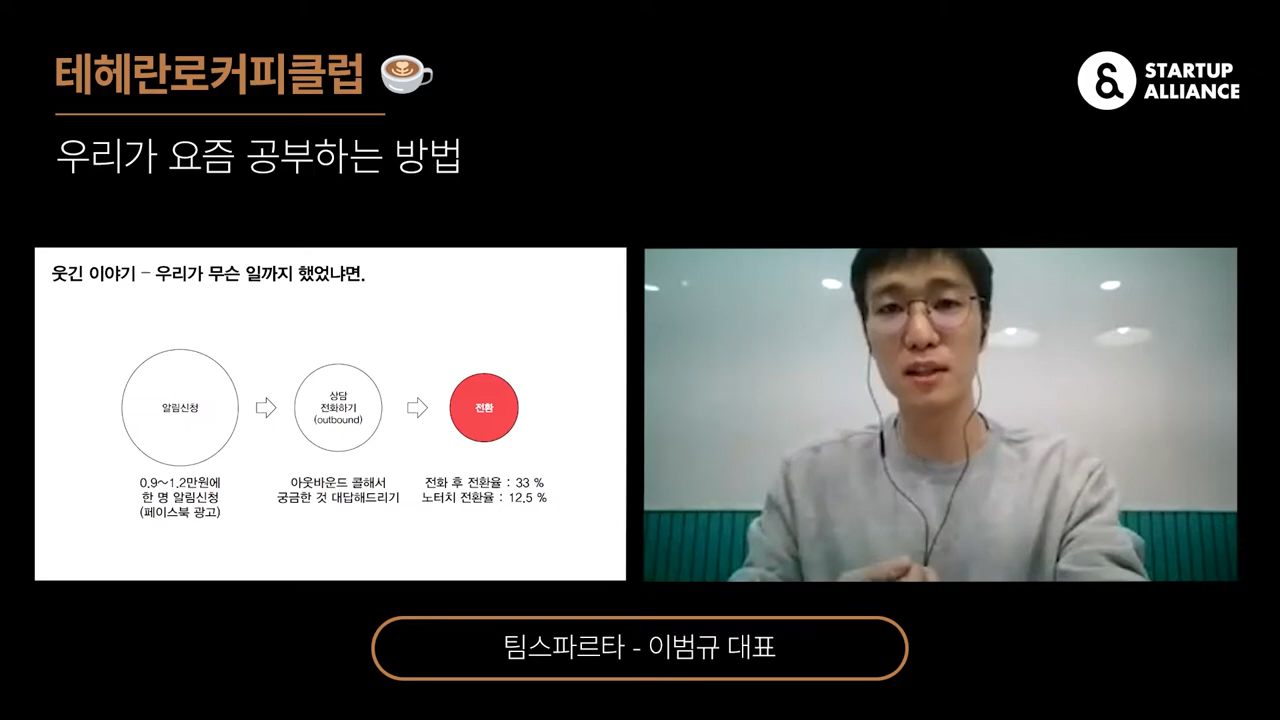 테헤란로커피클럽
STARTUP
ALLIANCE
우리가 요즘 공부하는 방법
웃긴 이야기 – 우리가 무슨 일까지 했었냐면.
알림신청
상담
전화하기
(outbound)
전환
0.9~1.2만원에
한 명 알림신청
(페이스북 광고)
아웃바운드 콜해서
궁금한 것 대답해드리기
전화 후 전환율 : 33 %
노터치 전환율 : 12.5 %
팀스파르타 - 이범규 대표